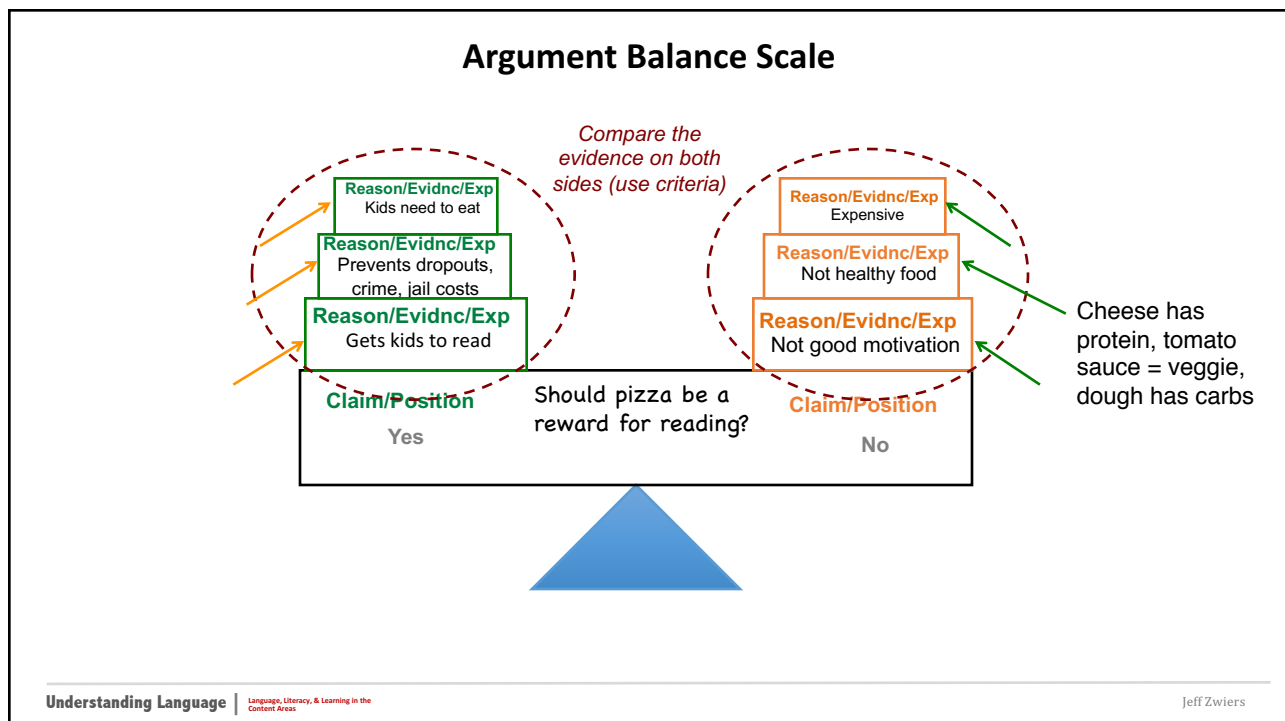 Argument Balance Scale
Compare the
evidence on both
sides (use criteria)
Reason/Evidnc/Exp
Kids need to eat
Reason/Evidnc/Exp
Prevents dropouts,
crime, jail costs
Reason/Evidnc/Exp
Gets kids to read
Claim/Position
Yes
Should pizza be a
reward for reading?
Reason/Evidnc/Exp
Expensive
Reason/Evidnc/Exp
Not healthy food
Reason/Evidnc/Exp
Not good motivation
Claim/Position
No
Cheese has
protein, tomato
sauce = veggie,
dough has carbs
Understanding Language
Language, Literacy, & Learning in the
Content Areas
Jeff Zwiers